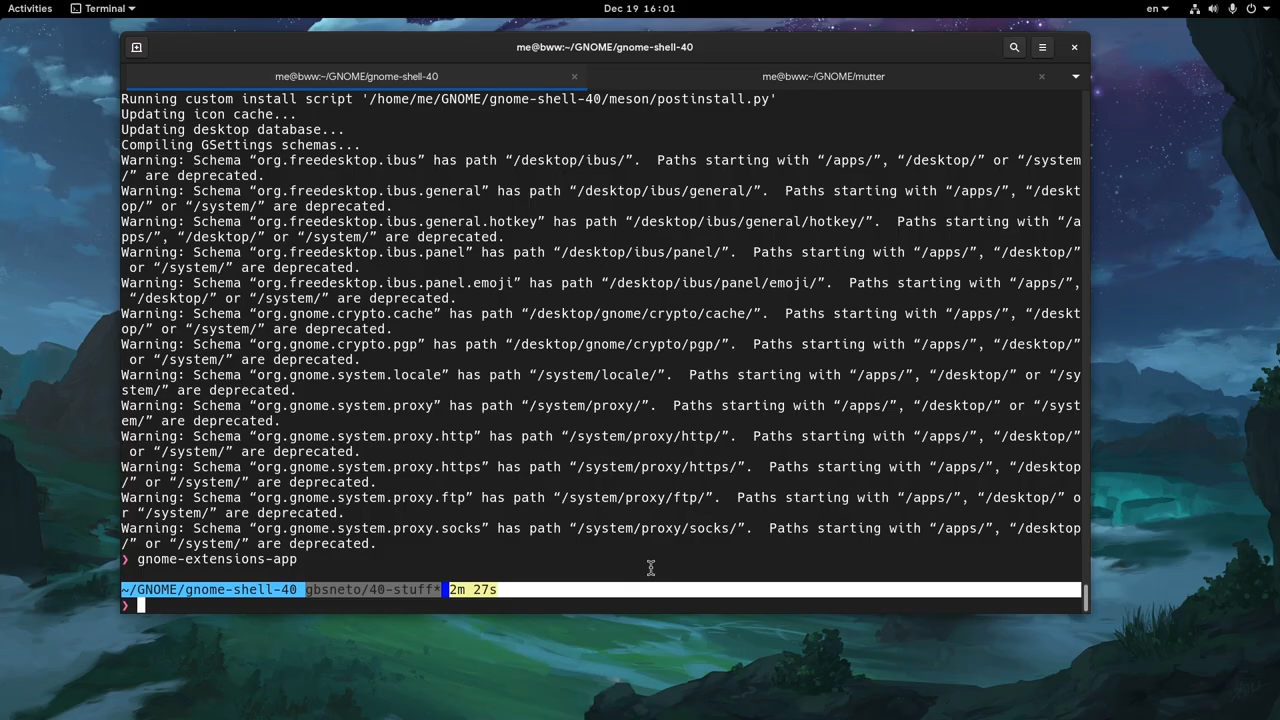 Activities Terminal Dec 19 16:01 en
me@bww:~/GNOME/gnome-shell-40
me@bww:~/GNOME/gnome-shell-40 me@bww:~/GNOME/mutter
Running custom install script '/home/me/GNOME/gnome-shell-40/meson/postinstall.py'
Updating icon cache...
Updating desktop database...
Compiling GSettings schemas...
Warning: Schema “org.freedesktop.ibus” has path “/desktop/ibus/”.  Paths starting with “/apps/”, “/desktop/” or “/system
/” are deprecated.
Warning: Schema “org.freedesktop.ibus.general” has path “/desktop/ibus/general/”.  Paths starting with “/apps/”, “/deskt
op/” or “/system/” are deprecated.
Warning: Schema “org.freedesktop.ibus.general.hotkey” has path “/desktop/ibus/general/hotkey/”.  Paths starting with “/a
pps/”, “/desktop/” or “/system/” are deprecated.
Warning: Schema “org.freedesktop.ibus.panel” has path “/desktop/ibus/panel/”.  Paths starting with “/apps/”, “/desktop/”
 or “/system/” are deprecated.
Warning: Schema “org.freedesktop.ibus.panel.emoji” has path “/desktop/ibus/panel/emoji/”.  Paths starting with “/apps/”,
 “/desktop/” or “/system/” are deprecated.
Warning: Schema “org.gnome.crypto.cache” has path “/desktop/gnome/crypto/cache/”.  Paths starting with “/apps/”, “/deskt
op/” or “/system/” are deprecated.
Warning: Schema “org.gnome.crypto.pgp” has path “/desktop/gnome/crypto/pgp/”.  Paths starting with “/apps/”, “/desktop/”
 or “/system/” are deprecated.
Warning: Schema “org.gnome.system.locale” has path “/system/locale/”.  Paths starting with “/apps/”, “/desktop/” or “/sy
stem/” are deprecated.
Warning: Schema “org.gnome.system.proxy” has path “/system/proxy/”.  Paths starting with “/apps/”, “/desktop/” or “/syst
em/” are deprecated.
Warning: Schema “org.gnome.system.proxy.http” has path “/system/proxy/http/”.  Paths starting with “/apps/”, “/desktop/”
 or “/system/” are deprecated.
Warning: Schema “org.gnome.system.proxy.https” has path “/system/proxy/https/”.  Paths starting with “/apps/”, “/desktop
/” or “/system/” are deprecated.
Warning: Schema “org.gnome.system.proxy.ftp” has path “/system/proxy/ftp/”.  Paths starting with “/apps/”, “/desktop/” o
r “/system/” are deprecated.
Warning: Schema “org.gnome.system.proxy.socks” has path “/system/proxy/socks/”.  Paths starting with “/apps/”, “/desktop
/” or “/system/” are deprecated.
❯ gnome-extensions-app
~/GNOME/gnome-shell-40 gbsneto/40-stuff* 2m 27s
❯